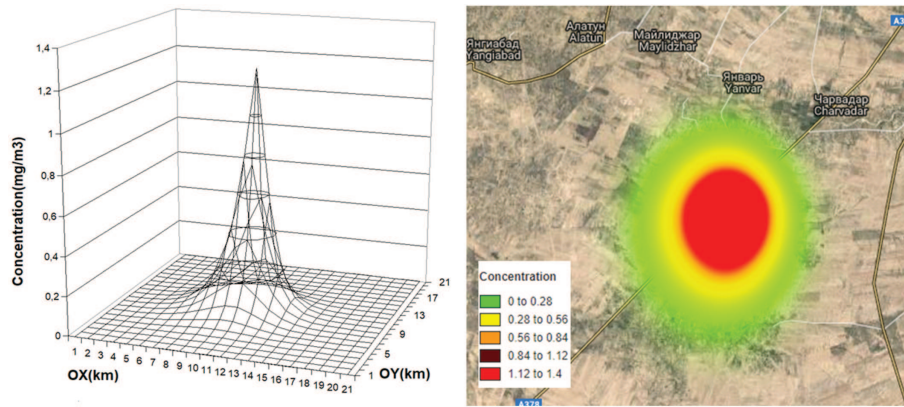 Concentration(mg/m3)
1,4
1,2
1
0,8
0,6
0,4
0,2
0
1 2 3 4 5 6 7 8 9 10 11 12 13 14 15 16 17 18 19 20 21
OX(km)
1
5
9
13
17
21
OY(km)
Алатун
Alatun
Майлиджар
Maylidzhar
Янгиабад
Yangiabad
Январь
Yanvar
Чарвадар
Charvadar
Concentration
0 to 0.28
0.28 to 0.56
0.56 to 0.84
0.84 to 1.12
1.12 to 1.4
A378